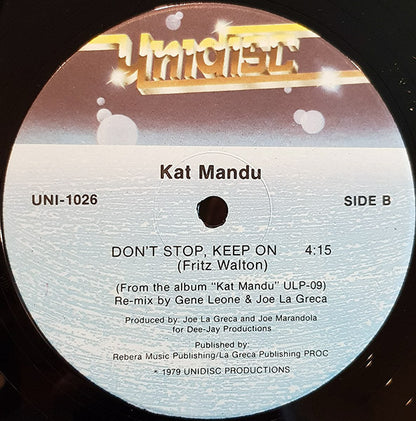 Unidisc
Kat Mandu
UNI-1026
SIDE B
DON'T STOP, KEEP ON 4:15
(Fritz Walton)
(From the album "Kat Mandu" ULP-09)
Re-mix by Gene Leone & Joe La Greca
Produced by: Joe La Greca and Joe Marandola
for Dee-Jay Productions
Published by:
Rebera Music Publishing/La Greca Publishing PROC
* 1979 UNIDISC PRODUCTIONS